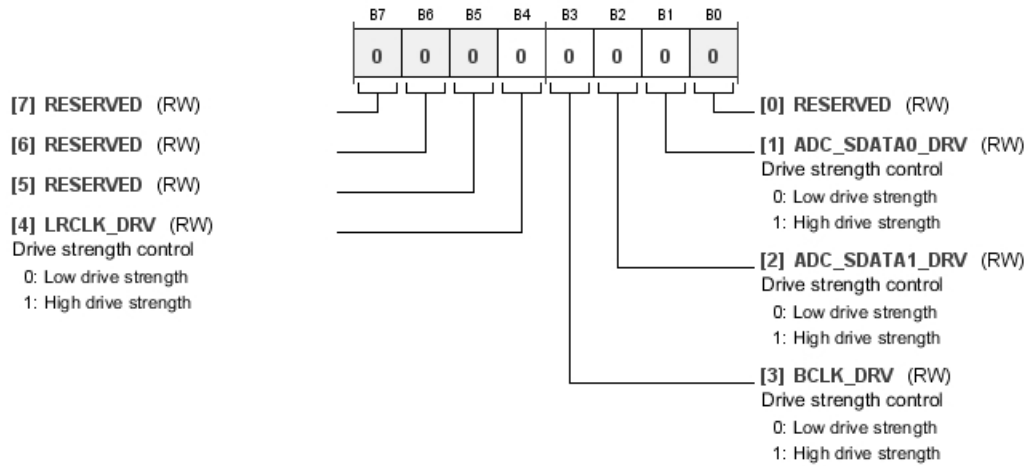 B7 B6 B5 B4 B3 B2 B1 B0
0 0 0 0 0 0 0 0
[7] RESERVED (RW)
[6] RESERVED (RW)
[5] RESERVED (RW)
[4] LRCLK_DRV (RW)
Drive strength control
0: Low drive strength
1: High drive strength
[0] RESERVED (RW)
[1] ADC_SDATA0_DRV (RW)
Drive strength control
0: Low drive strength
1: High drive strength
[2] ADC_SDATA1_DRV (RW)
Drive strength control
0: Low drive strength
1: High drive strength
[3] BCLK_DRV (RW)
Drive strength control
0: Low drive strength
1: High drive strength